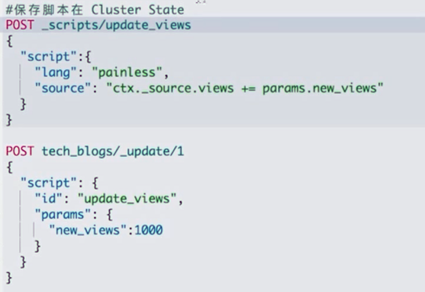 #保存脚本在 Cluster State
POST _scripts/update_views
{
  "script":{
    "lang": "painless",
    "source": "ctx._source.views += params.new_views"
  }
}

POST tech_blogs/_update/1
{
  "script": {
    "id": "update_views",
    "params": {
      "new_views":1000
    }
  }
}